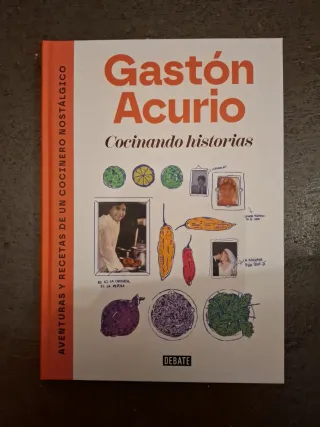 Gastón
Acurio
Cocinando historias
AVENTURAS Y RECETAS DE UN COCINERO NOSTÁLGICO
DEBATE